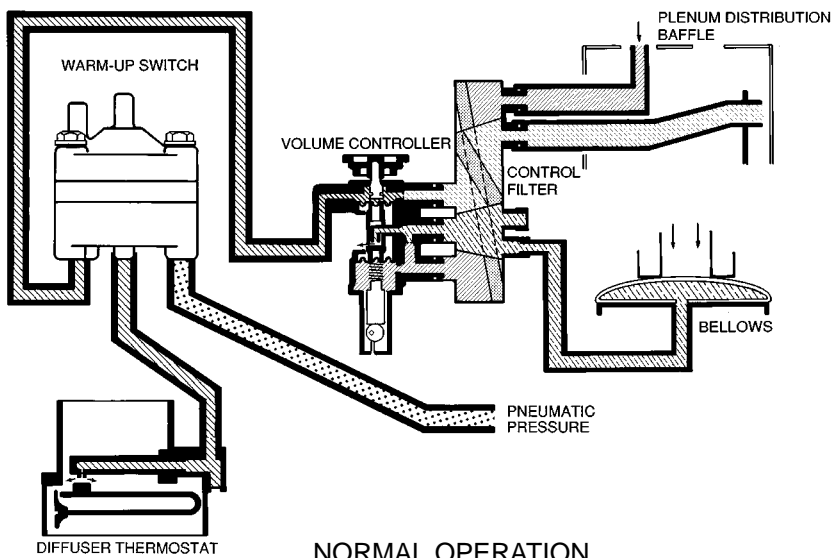 PLENUM DISTRIBUTION
BAFFLE
WARM-UP SWITCH
VOLUME CONTROLLER
CONTROL
FILTER
BELLOWS
PNEUMATIC
PRESSURE
DIFFUSER THERMOSTAT
NORMAL OPERATION